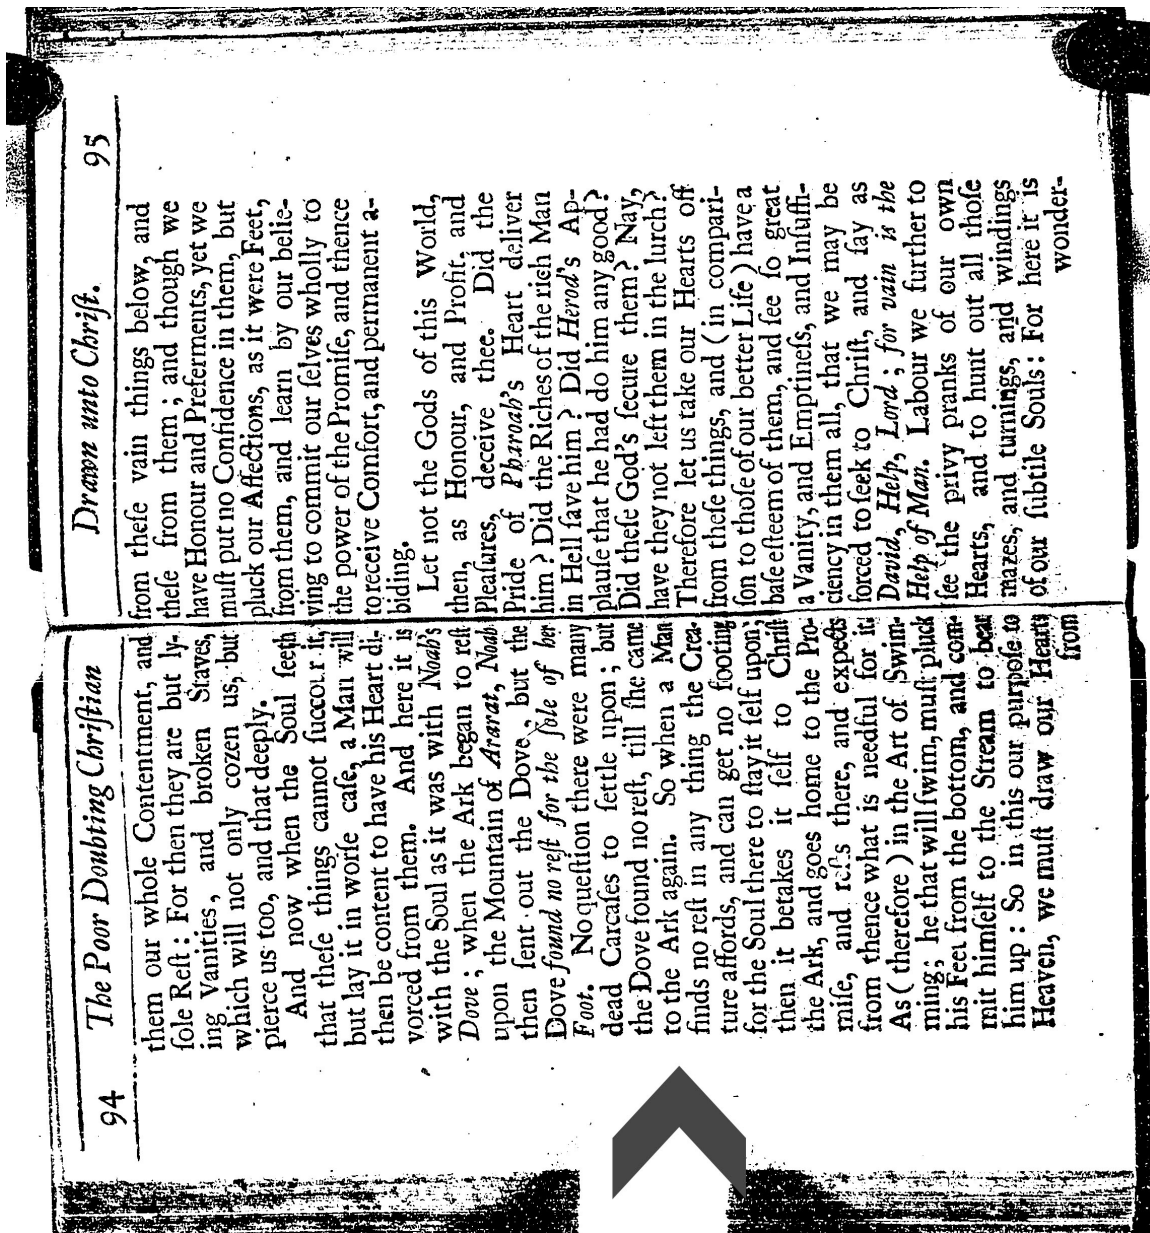 94 The Poor Doubting Chriſtian
them our whole Contentment, and
ſole Reſt : For then they are but ly-
ing Vanities, and broken Staves,
which will not only cozen us, but
pierce us too, and that deeply.
And now when the Soul ſeeth
that theſe things cannot ſuccour it,
but lay it in worſe caſe, a Man will
then be content to have his Heart di-
vorced from them. And here it is
with the Soul as it was with Noah's
Dove ; when the Ark began to reſt
upon the Mountain of Ararat, Noah
then ſent out the Dove, but the
Dove found no reſt for the ſole of her
Foot. No queſtion there were many
dead Carcaſes to ſettle upon ; but
the Dove found no reſt, till ſhe came
to the Ark again. So when a Man
finds no reſt in any thing the Crea-
ture affords, and can get no footing
for the Soul there to ſtay it ſelf upon,
then it betakes it ſelf to Chriſt
the Ark, and goes home to the Pro-
miſe, and reſts there, and expects
from thence what is needful for it.
As ( therefore ) in the Art of Swim-
ming ; he that will ſwim, muſt pluck
his Feet from the bottom, and com-
mit himſelf to the Stream to bear
him up : So in this our purpoſe to
Heaven, we muſt draw our Hearts
from
Drawn unto Chriſt. 95
from theſe vain things below, and
theſe from them ; and though we
have Honour and Preferments, yet we
muſt put no Confidence in them, but
pluck our Affections, as it were Feet,
from them, and learn by our belie-
ving to commit our ſelves wholly to
the power of the Promiſe, and thence
to receive Comfort, and permanent a-
biding.
Let not the Gods of this World,
then, as Honour, and Profit, and
Pleaſures, deceive thee. Did the
Pride of Pharoah's Heart deliver
him ? Did the Riches of the rich Man
in Hell ſave him ? Did Herod's Ap-
plauſe that he had do him any good ?
Did theſe God's ſecure them ? Nay,
have they not left them in the lurch ?
Therefore let us take our Hearts off
from theſe things, and ( in compari-
ſon to thoſe of our better Life ) have a
baſe eſteem of them, and ſee ſo great
a Vanity, and Emptineſs, and Inſuffi-
ciency in them all, that we may be
forced to ſeek to Chriſt, and ſay as
David, Help, Lord ; for vain is the
Help of Man. Labour we further to
ſee the privy pranks of our own
Hearts, and to hunt out all thoſe
mazes, and turnings, and windings
of our ſubtile Souls : For here it is
wonder-